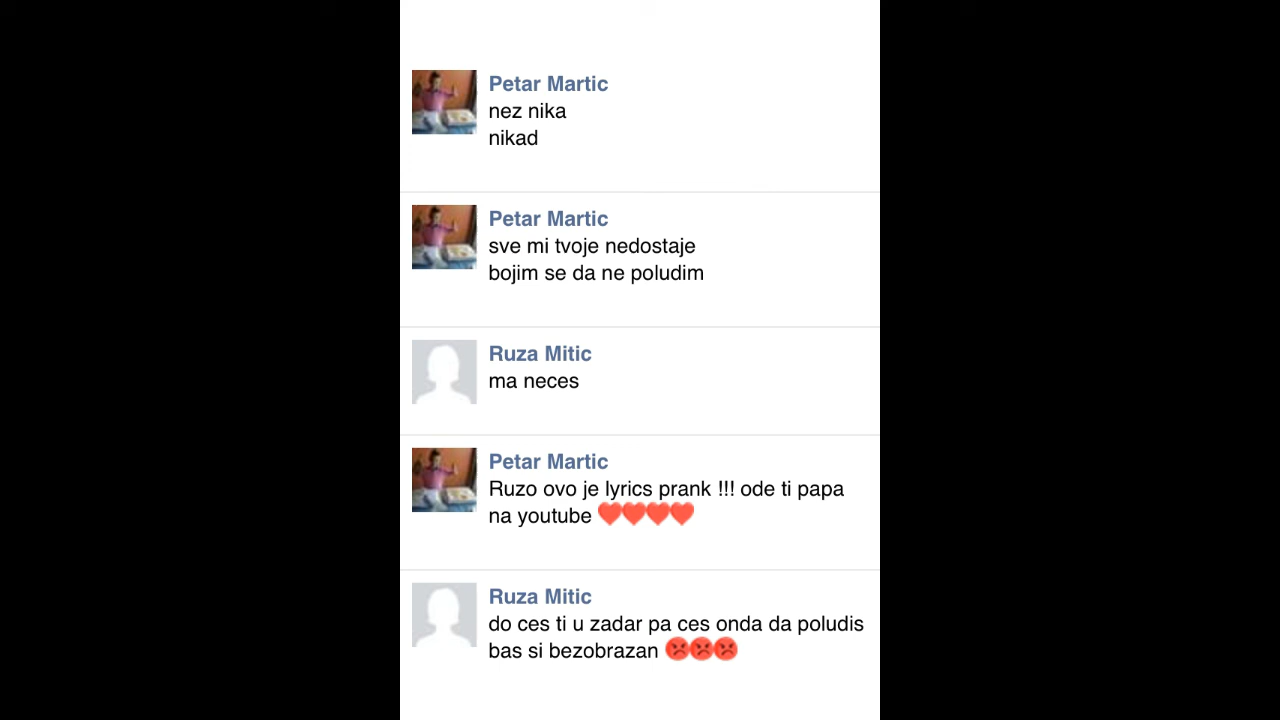 Petar Martic
nez nika
nikad
Petar Martic
sve mi tvoje nedostaje
bojim se da ne poludim
Ruza Mitic
ma neces
Petar Martic
Ruzo ovo je lyrics prank !!! ode ti papa
na youtube ❤️❤️❤️❤️
Ruza Mitic
do ces ti u zadar pa ces onda da poludis
bas si bezobrazan 😡😡😡